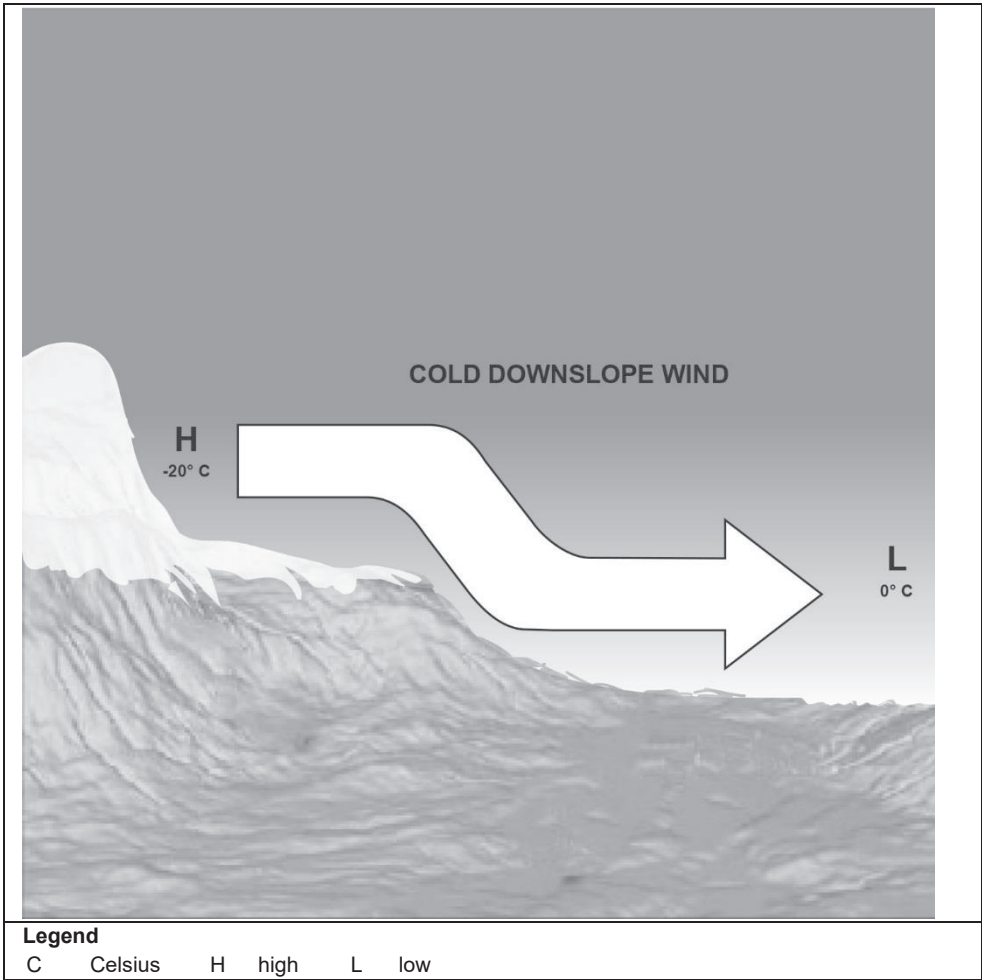 COLD DOWNSLOPE WIND
H
-20° C
L
0° C
Legend
C Celsius H high L low